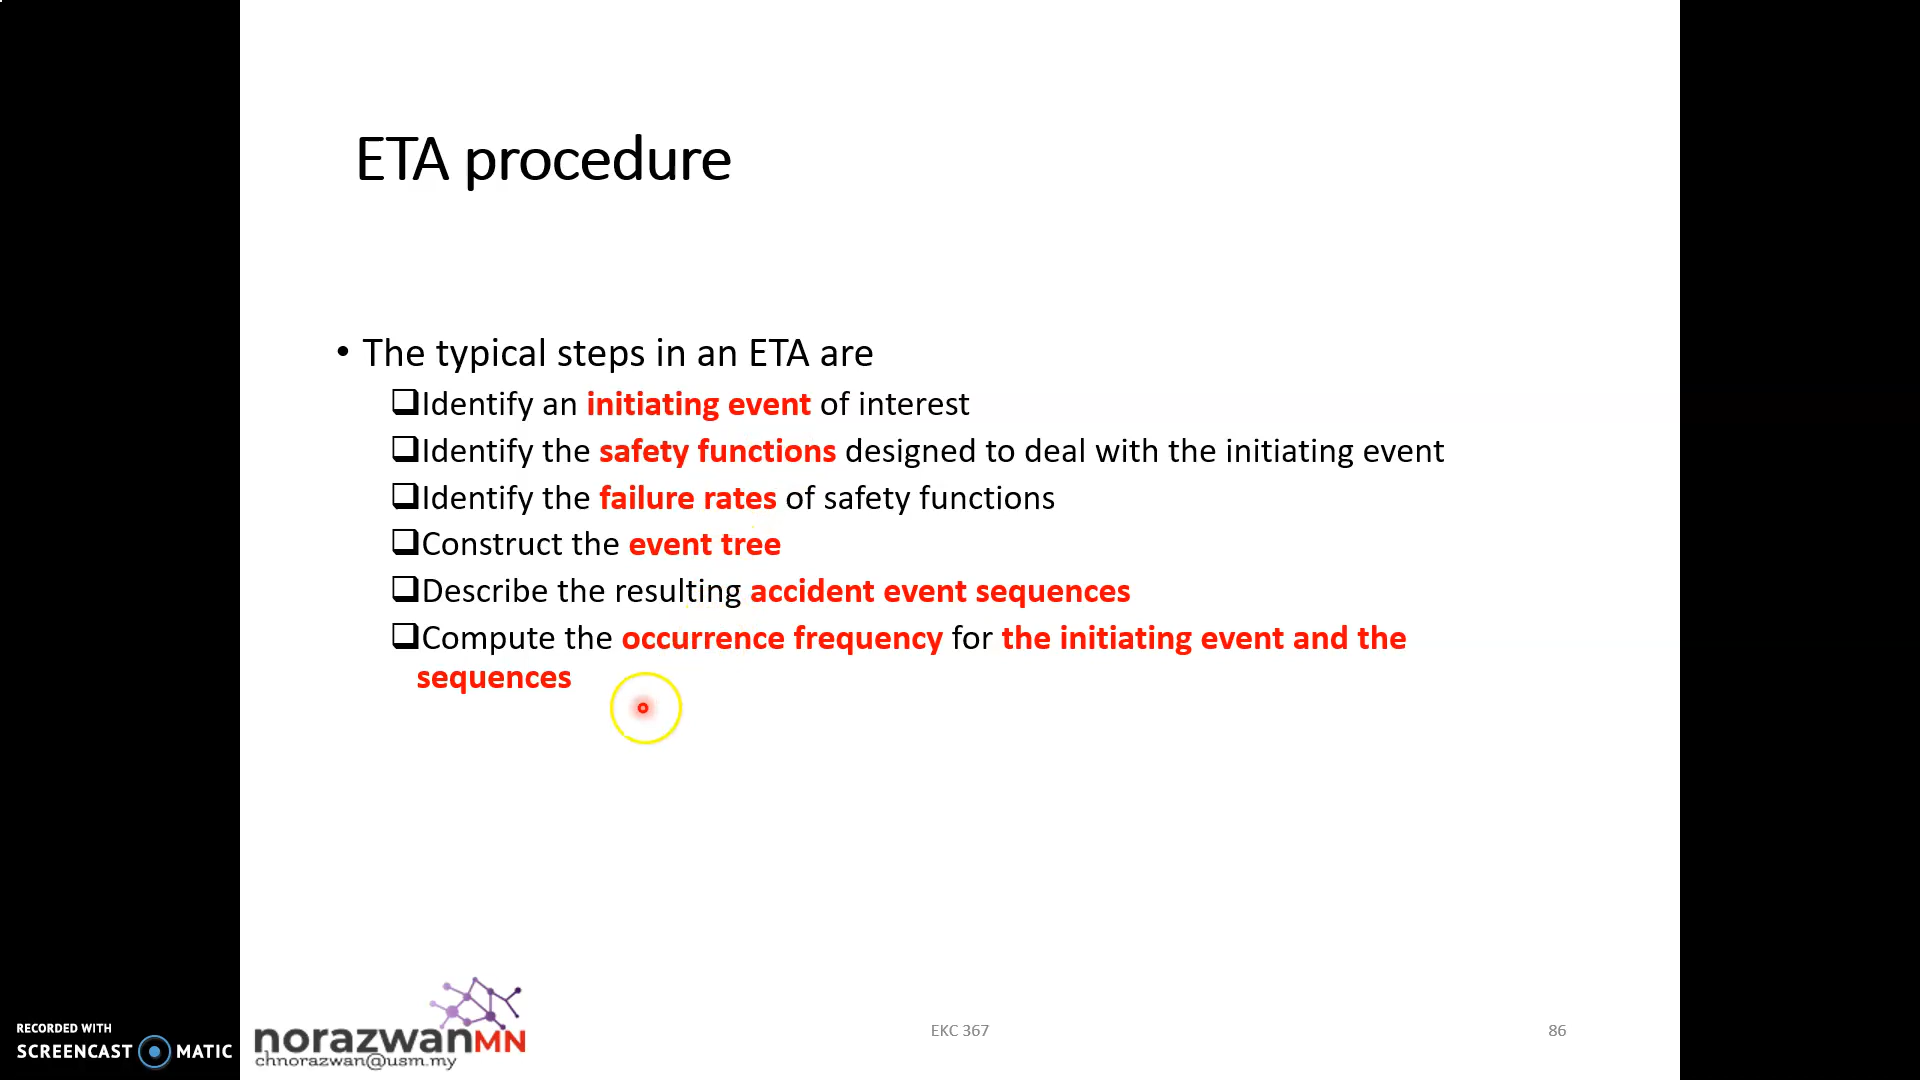 ETA procedure
• The typical steps in an ETA are
❑Identify an initiating event of interest
❑Identify the safety functions designed to deal with the initiating event
❑Identify the failure rates of safety functions
❑Construct the event tree
❑Describe the resulting accident event sequences
❑Compute the occurrence frequency for the initiating event and the
sequences
RECORDED WITH
SCREENCAST MATIC
norazwanMN
chnorazwan@usm.my
EKC 367
86